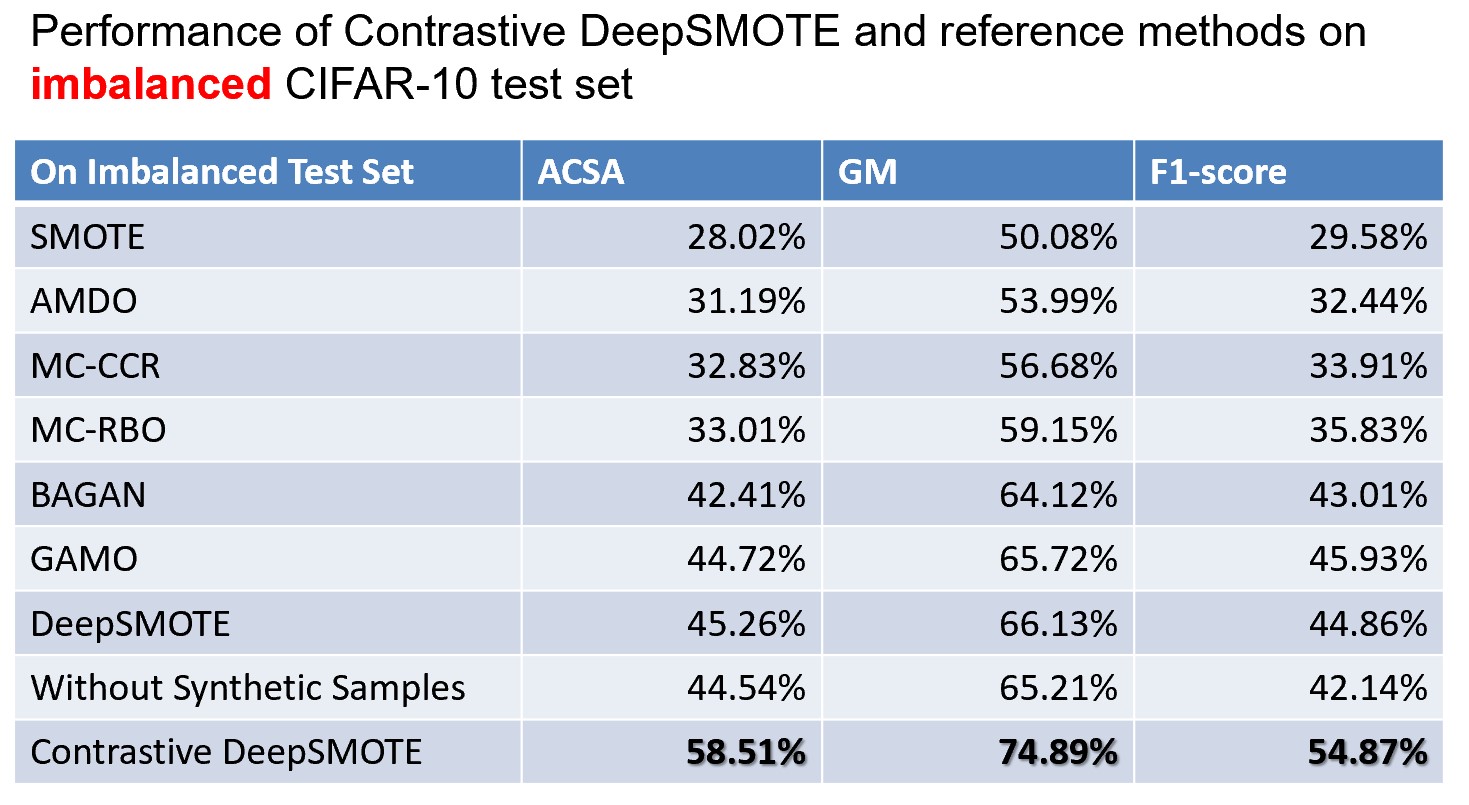 Performance of Contrastive DeepSMOTE and reference methods on
imbalanced CIFAR-10 test set
On Imbalanced Test Set ACSA GM F1-score
SMOTE 28.02% 50.08% 29.58%
AMDO 31.19% 53.99% 32.44%
MC-CCR 32.83% 56.68% 33.91%
MC-RBO 33.01% 59.15% 35.83%
BAGAN 42.41% 64.12% 43.01%
GAMO 44.72% 65.72% 45.93%
DeepSMOTE 45.26% 66.13% 44.86%
Without Synthetic Samples 44.54% 65.21% 42.14%
Contrastive DeepSMOTE 58.51% 74.89% 54.87%